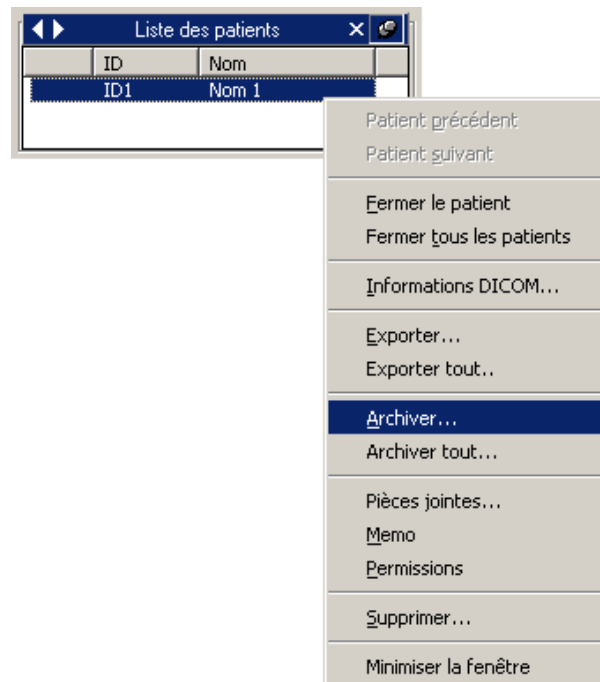 Liste des patients
ID Nom
ID1 Nom 1
Patient précédent
Patient suivant
Fermer le patient
Fermer tous les patients
Informations DICOM...
Exporter...
Exporter tout..
Archiver...
Archiver tout...
Pièces jointes...
Memo
Permissions
Supprimer...
Minimiser la fenêtre